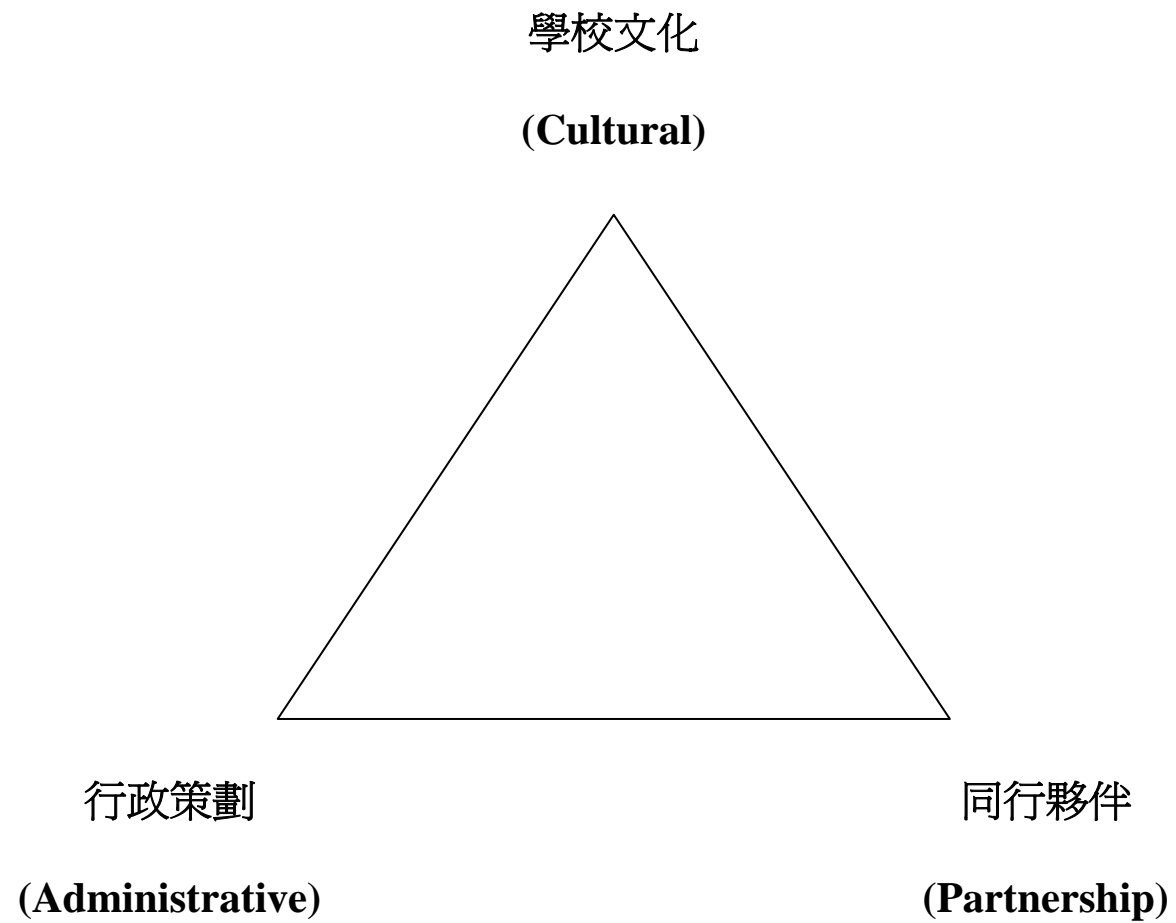 學校文化
(Cultural)
行政策劃
(Administrative)
同行夥伴
(Partnership)